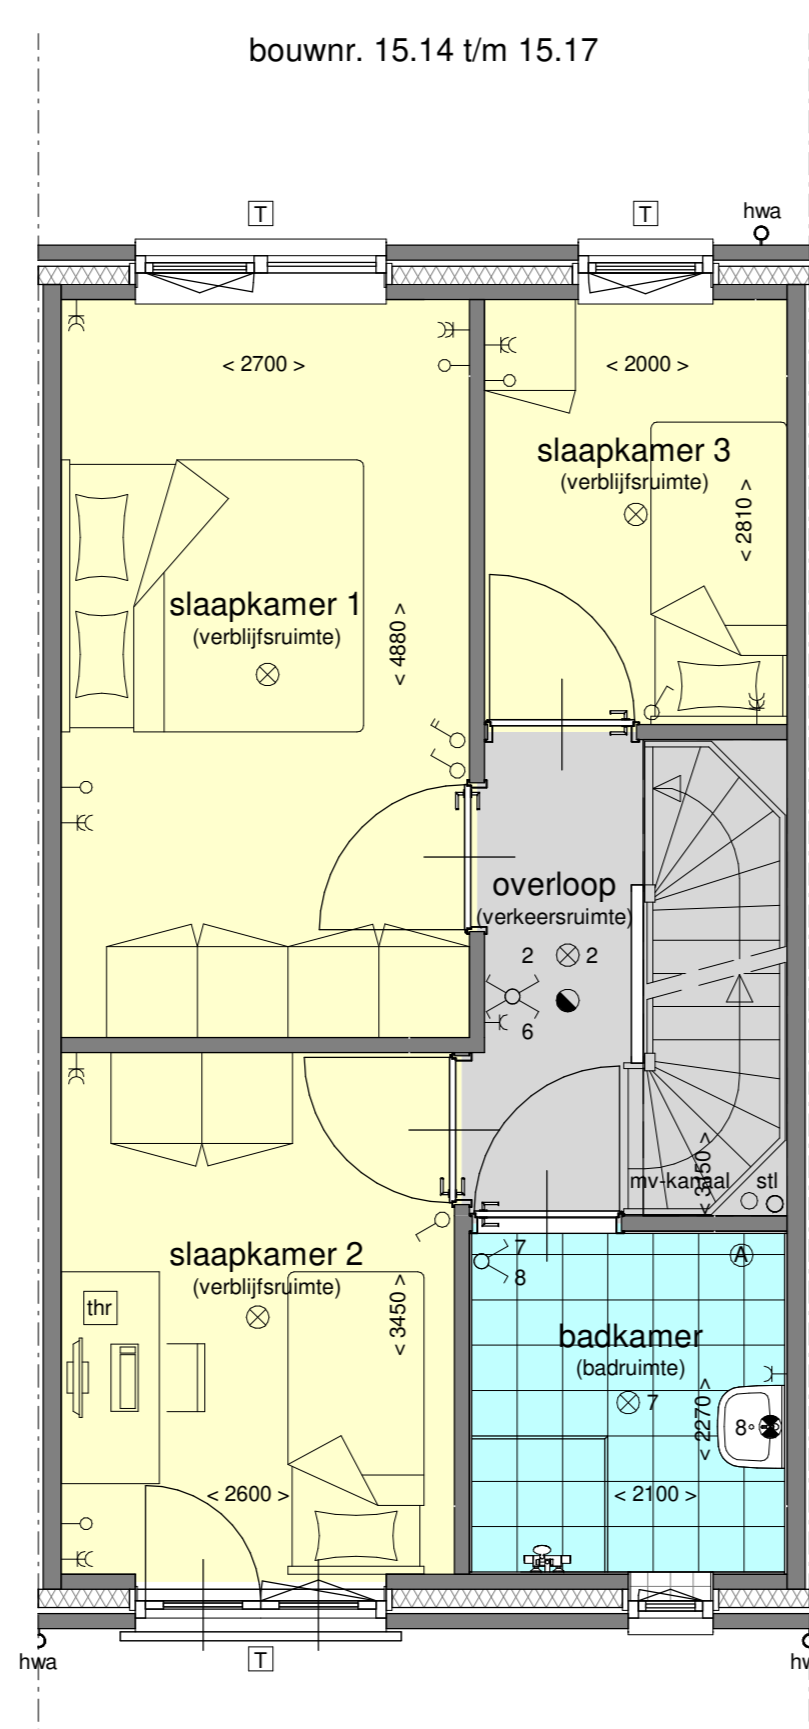 bouwnr. 15.14 t/m 15.17
T
T
hwa
< 2700 >
< 2000 >
slaapkamer 3
(verblijfsruimte)
< 2810 >
slaapkamer 1
(verblijfsruimte)
< 4880 >
overloop
(verkeersruimte)
2
2
6
mv-kanaal
stl
< 3450 >
7
8
A
slaapkamer 2
(verblijfsruimte)
thr
< 3450 >
badkamer
(badruimte)
7
< 2270 >
8
< 2600 >
< 2100 >
hwa
T